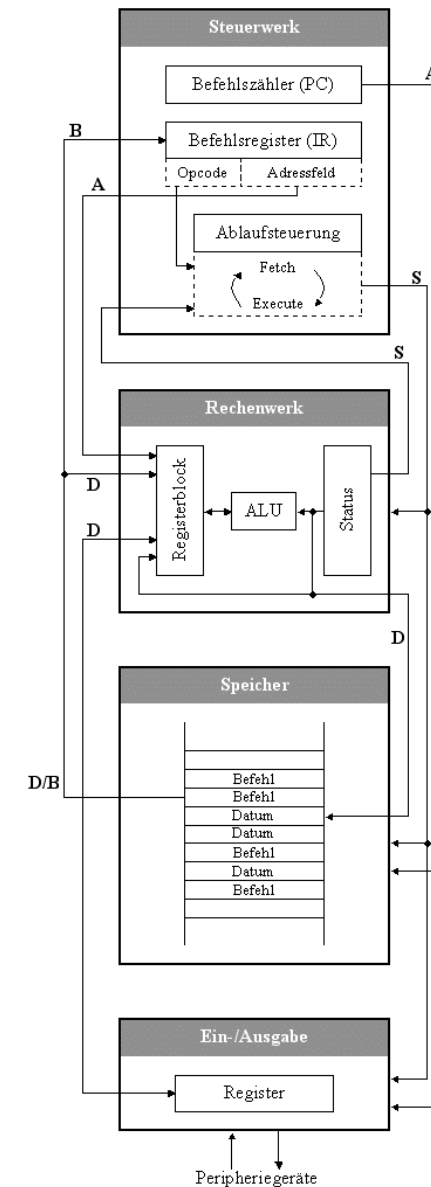 Steuerwerk
A
Befehlszähler (PC)
B
Befehlsregister (IR)
Opcode Adressfeld
A
Ablaufsteuerung
Fetch
S
Execute
S
Rechenwerk
D
D
Registerblock
ALU
Status
D
Speicher
D/B
Befehl
Befehl
Datum
Datum
Befehl
Datum
Befehl
Ein-/Ausgabe
Register
Peripheriegeräte